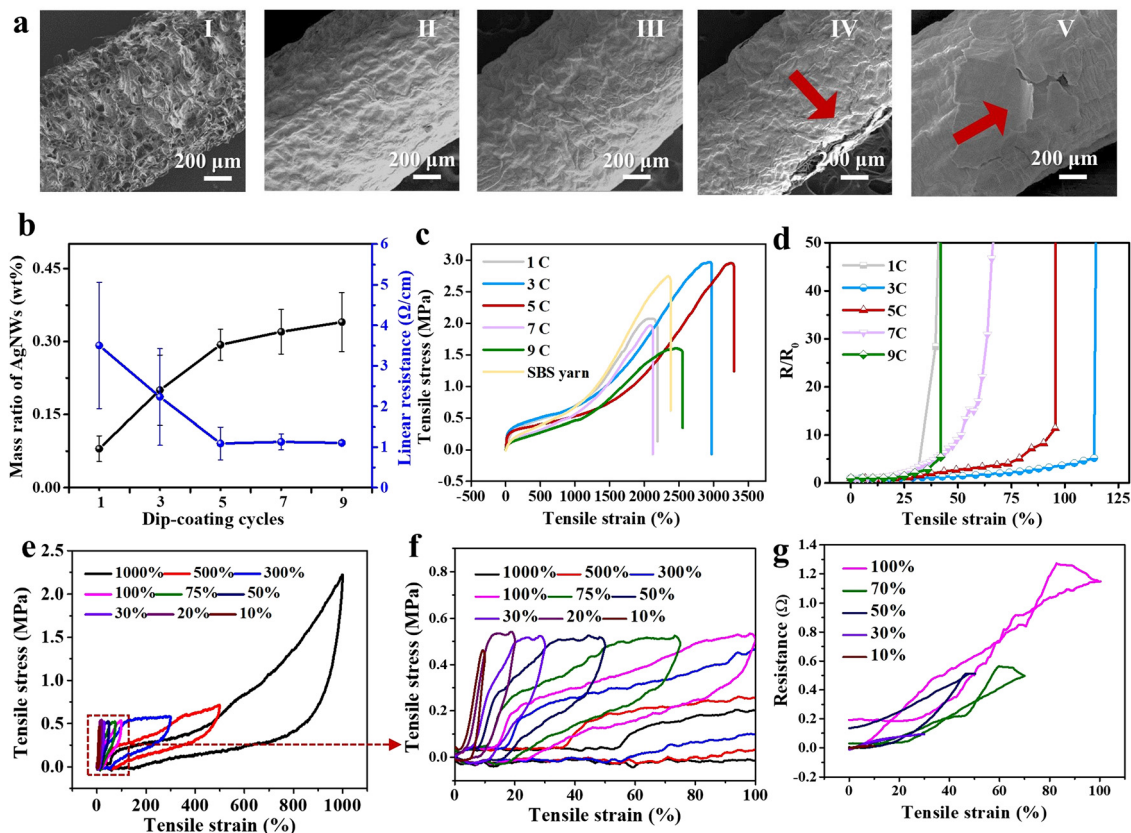 a
I
II
III
IV
V
200 μm
200 μm
200 μm
200 μm
200 μm
b
Mass ratio of AgNWs (wt%)
0.45
0.30
0.15
0.00
1
3
5
7
9
Dip-coating cycles
6
5
4
3
2
1
0
Linear resistance (Ω/cm)
c
Tensile stress (MPa)
3.0
2.5
2.0
1.5
1.0
0.5
0.0
-0.5
1 C
3 C
5 C
7 C
9 C
SBS yarn
-500 0 500 1000 1500 2000 2500 3000 3500
Tensile strain (%)
d
R/R0
50
40
30
20
10
0
1C
3C
5C
7C
9C
0 25 50 75 100 125
Tensile strain (%)
e
Tensile stress (MPa)
2.5
2.0
1.5
1.0
0.5
0.0
1000% 500% 300%
100% 75% 50%
30% 20% 10%
0 200 400 600 800 1000
Tensile strain (%)
f
Tensile stress (MPa)
0.8
0.6
0.4
0.2
0.0
1000% 500% 300%
100% 75% 50%
30% 20% 10%
0 20 40 60 80 100
Tensile strain (%)
g
Resistance (Ω)
1.4
1.2
1.0
0.8
0.6
0.4
0.2
0.0
-0.2
100%
70%
50%
30%
10%
0 20 40 60 80 100
Tensile strain (%)